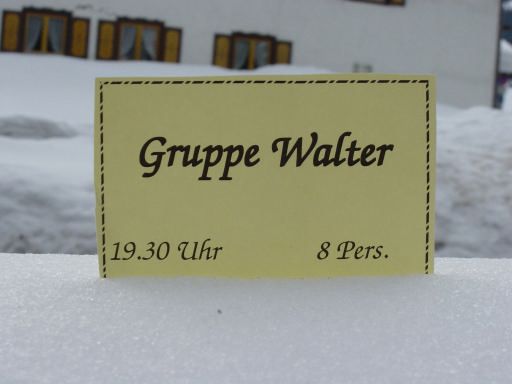 Gruppe Walter
19.30 Uhr 8 Pers.